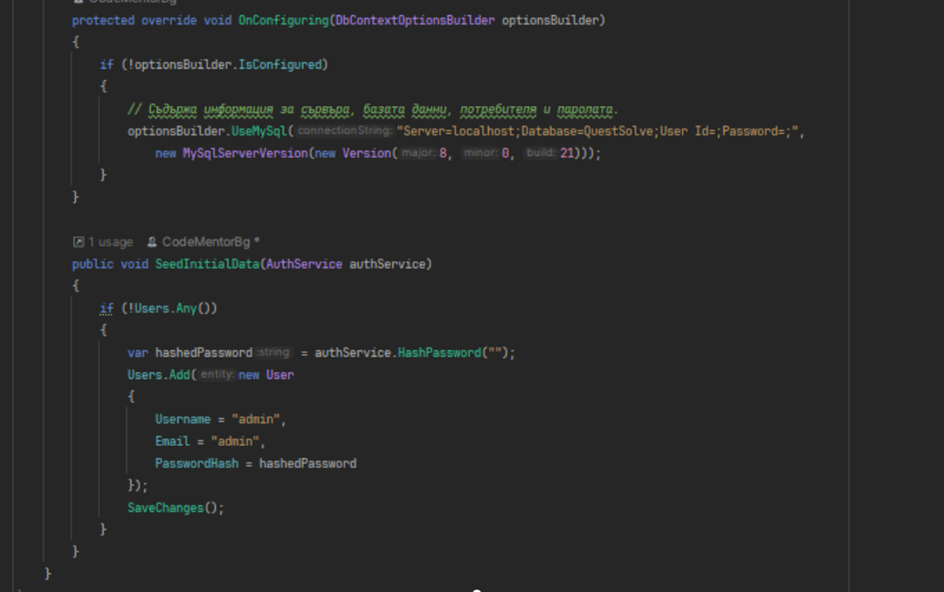 CodeMentorBg
protected override void OnConfiguring(DbContextOptionsBuilder optionsBuilder)
{
if (!optionsBuilder.IsConfigured)
{
// Съдържа информация за сървъра, базата данни, потребителя и паролата.
optionsBuilder.UseMySql( connectionString: "Server=localhost;Database=QuestSolve;User Id=;Password=;",
new MySqlServerVersion(new Version( major: 8, minor: 0, build: 21)));
}
}
1 usage CodeMentorBg *
public void SeedInitialData(AuthService authService)
{
if (!Users.Any())
{
var hashedPassword :string = authService.HashPassword("");
Users.Add( entity: new User
{
Username = "admin",
Email = "admin",
PasswordHash = hashedPassword
});
SaveChanges();
}
}
}